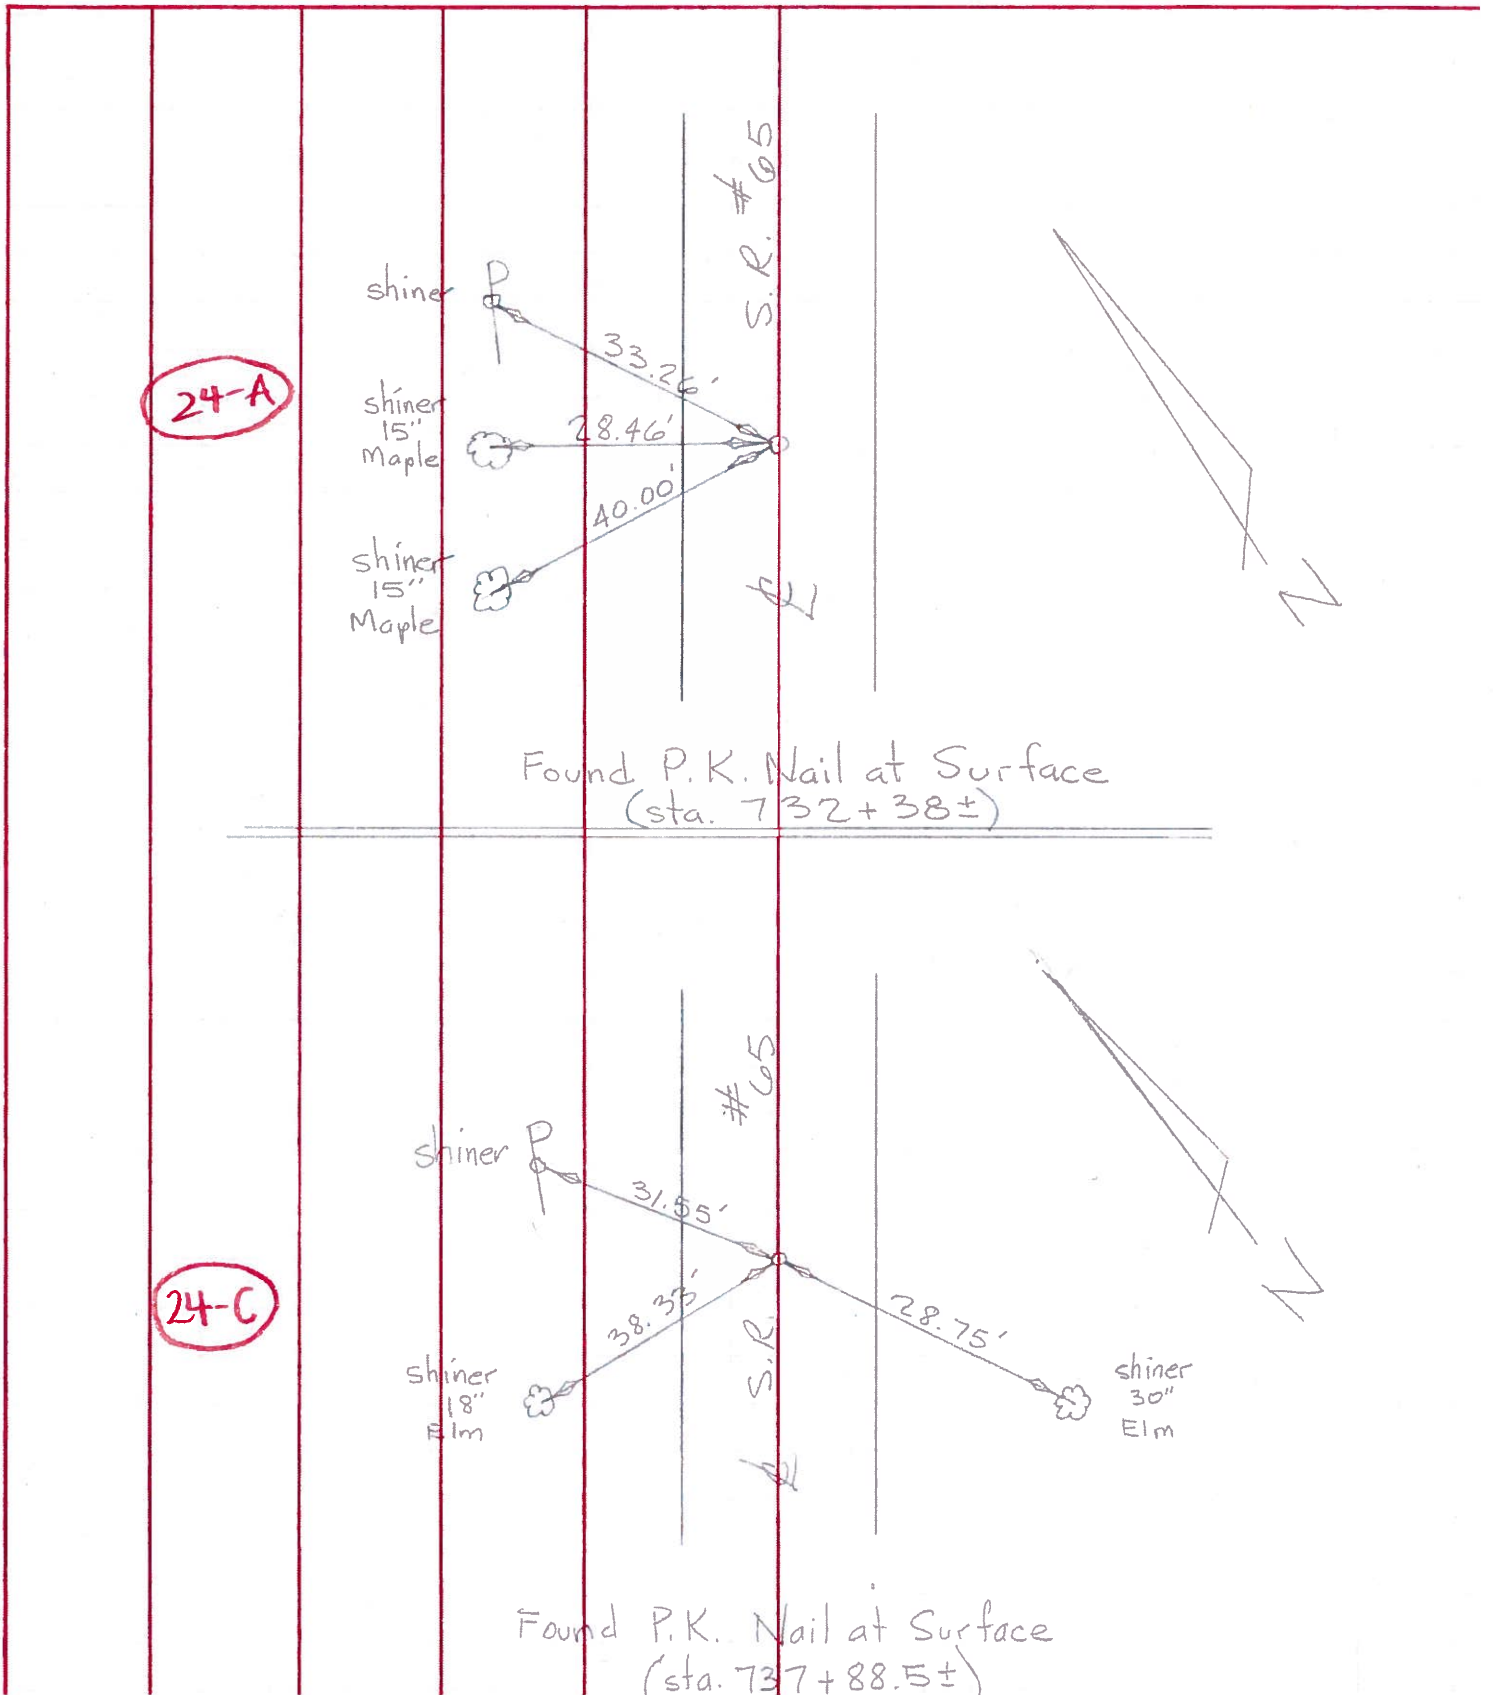 S.R. #65
P
shiner
33.26'
24-A
shiner
15"
Maple
28.46'
40.00'
shiner
15"
Maple
℄
N
Found P.K. Nail at Surface
(sta. 732+38±)
#65
P
shiner
31.55'
24-C
38.33'
28.75'
S.R.
shiner
18"
Elm
shiner
30"
Elm
℄
N
Found P.K. Nail at Surface
(sta. 737+88.5±)